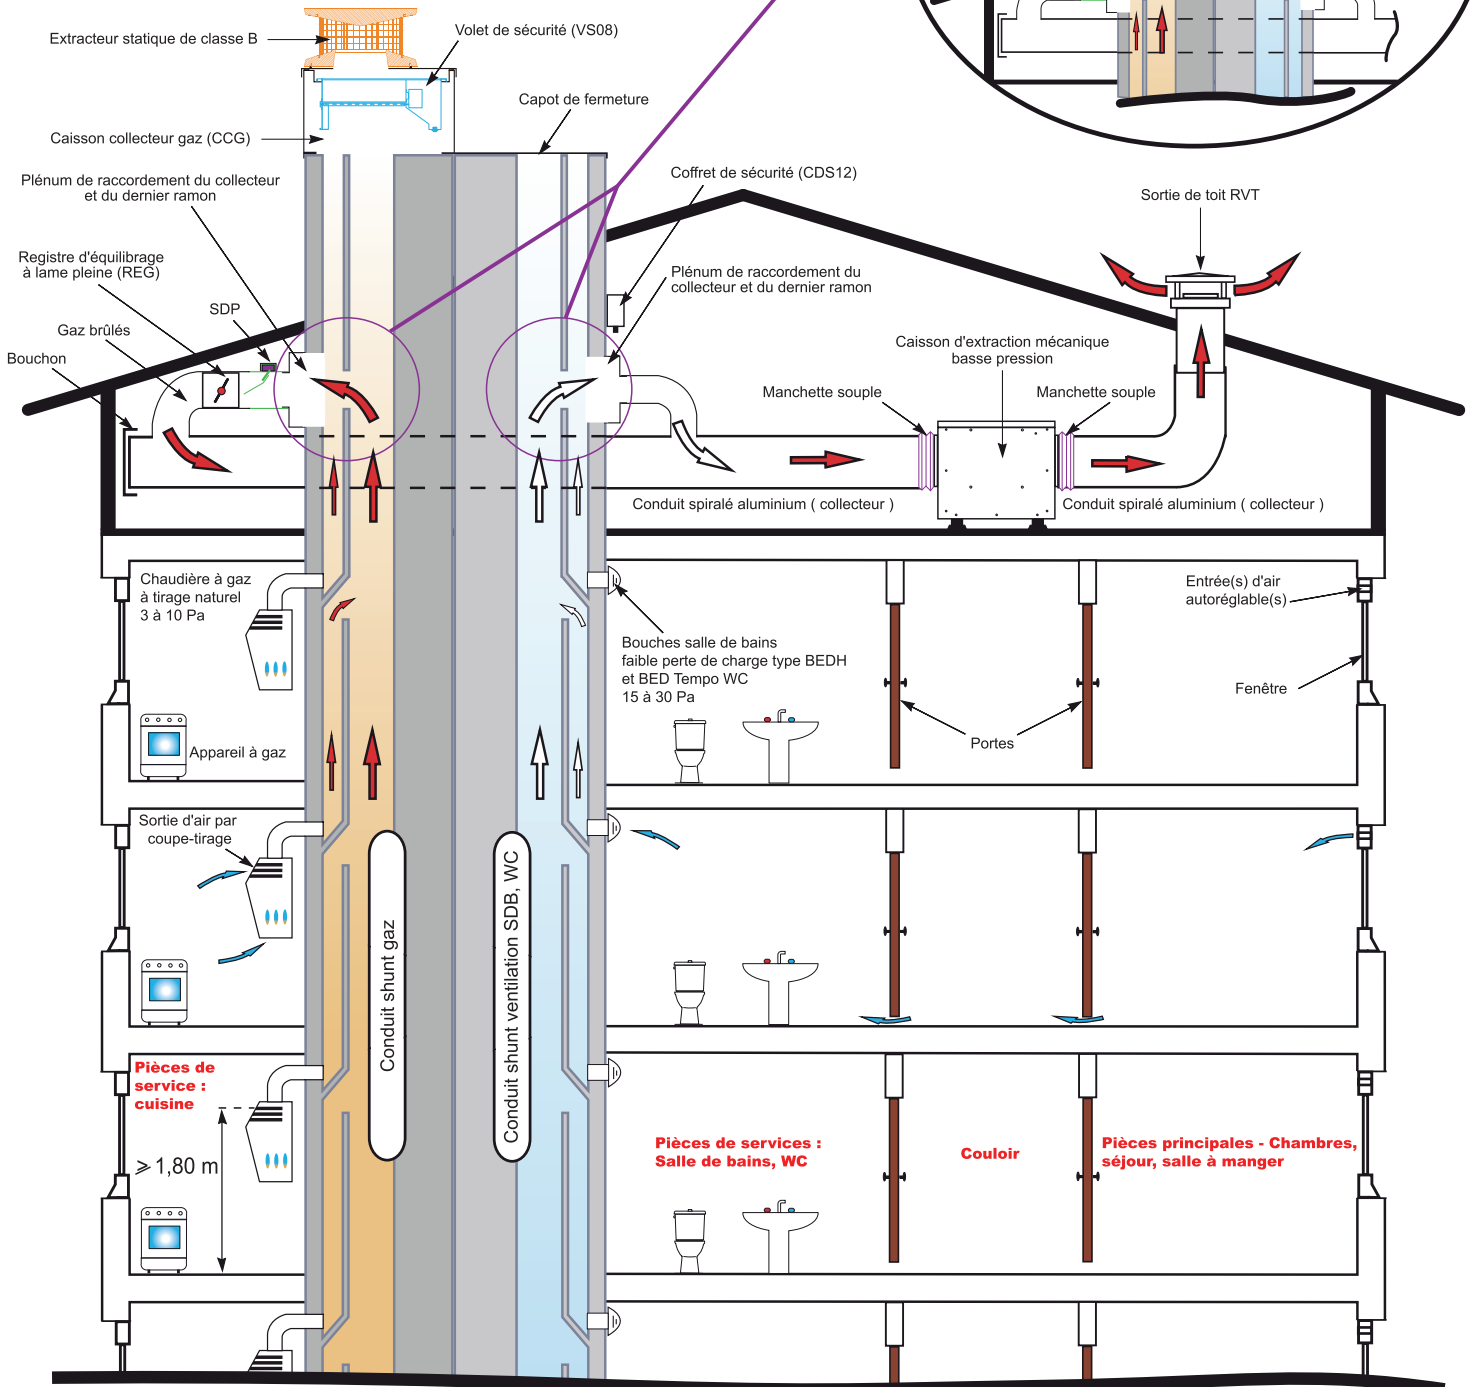 Extracteur statique de classe B
Volet de sécurité (VS08)
Capot de fermeture
Caisson collecteur gaz (CCG)
Coffret de sécurité (CDS12)
Plénum de raccordement du collecteur
et du dernier ramon
Sortie de toit RVT
Registre d'équilibrage
à lame pleine (REG)
Plénum de raccordement du
collecteur et du dernier ramon
SDP
Gaz brûlés
Bouchon
Caisson d'extraction mécanique
basse pression
Manchette souple
Manchette souple
Conduit spiralé aluminium ( collecteur )
Conduit spiralé aluminium ( collecteur )
Chaudière à gaz
à tirage naturel
3 à 10 Pa
Entrée(s) d'air
autoréglable(s)
Bouches salle de bains
faible perte de charge type BEDH
et BED Tempo WC
15 à 30 Pa
Fenêtre
Portes
Appareil à gaz
Sortie d'air par
coupe-tirage
Conduit shunt gaz
Conduit shunt ventilation SDB, WC
Pièces de
service :
cuisine
⩾ 1,80 m
Pièces de services :
Salle de bains, WC
Couloir
Pièces principales - Chambres,
séjour, salle à manger